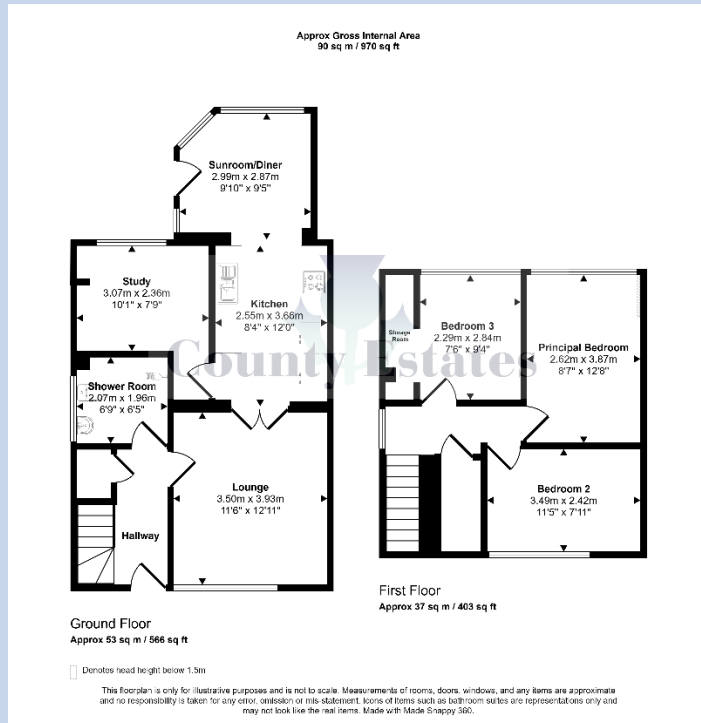 Approx Gross Internal Area
90 sq m / 970 sq ft
Sunroom/Diner
2.99m x 2.87m
9'10" x 9'5"
Study
3.07m x 2.36m
10'1" x 7'9"
Kitchen
2.55m x 3.66m
8'4" x 12'0"
Shower Room
2.07m x 1.96m
6'9" x 6'5"
Lounge
3.50m x 3.93m
11'6" x 12'11"
Hallway
Storage
Room
Bedroom 3
2.29m x 2.84m
7'6" x 9'4"
Principal Bedroom
2.62m x 3.87m
8'7" x 12'8"
County Estates
Bedroom 2
3.49m x 2.42m
11'5" x 7'11"
Ground Floor
Approx 53 sq m / 566 sq ft
First Floor
Approx 37 sq m / 403 sq ft
Denotes head height below 1.5m
This floorplan is only for illustrative purposes and is not to scale. Measurements of rooms, doors, windows, and any items are approximate
and no responsibility is taken for any error, omission or mis-statement. Icons of items such as bathroom suites are representations only and
may not look like the real items. Made with Made Snappy 360.